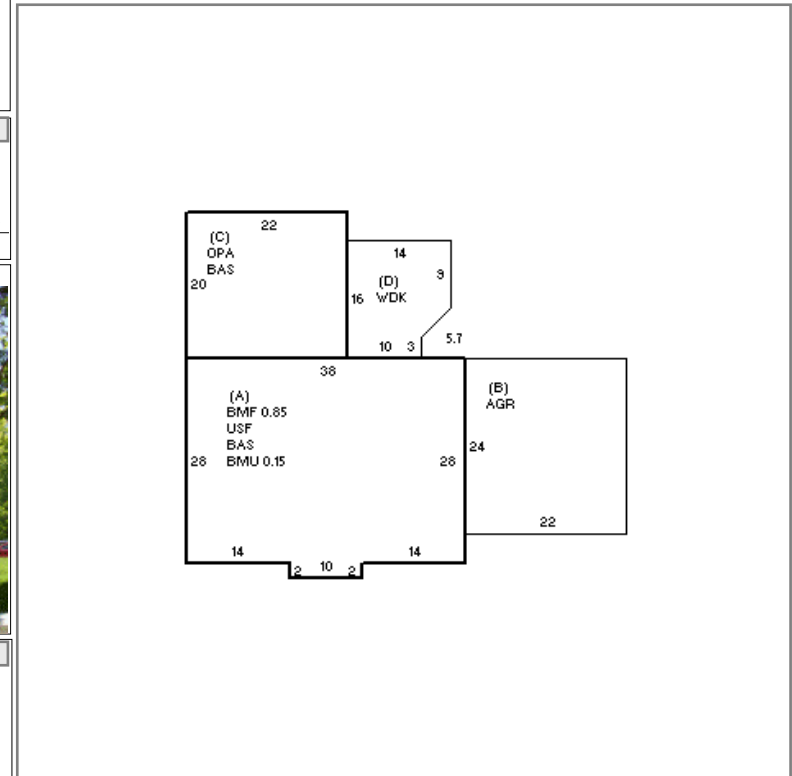 22
(C)
OPA
BAS
20
14
9
(D)
WDK
16
5.7
10 3
38
(A)
BMF 0.85
USF
BAS
BMU 0.15
28
28
(B)
AGR
24
22
14
14
2 10 2